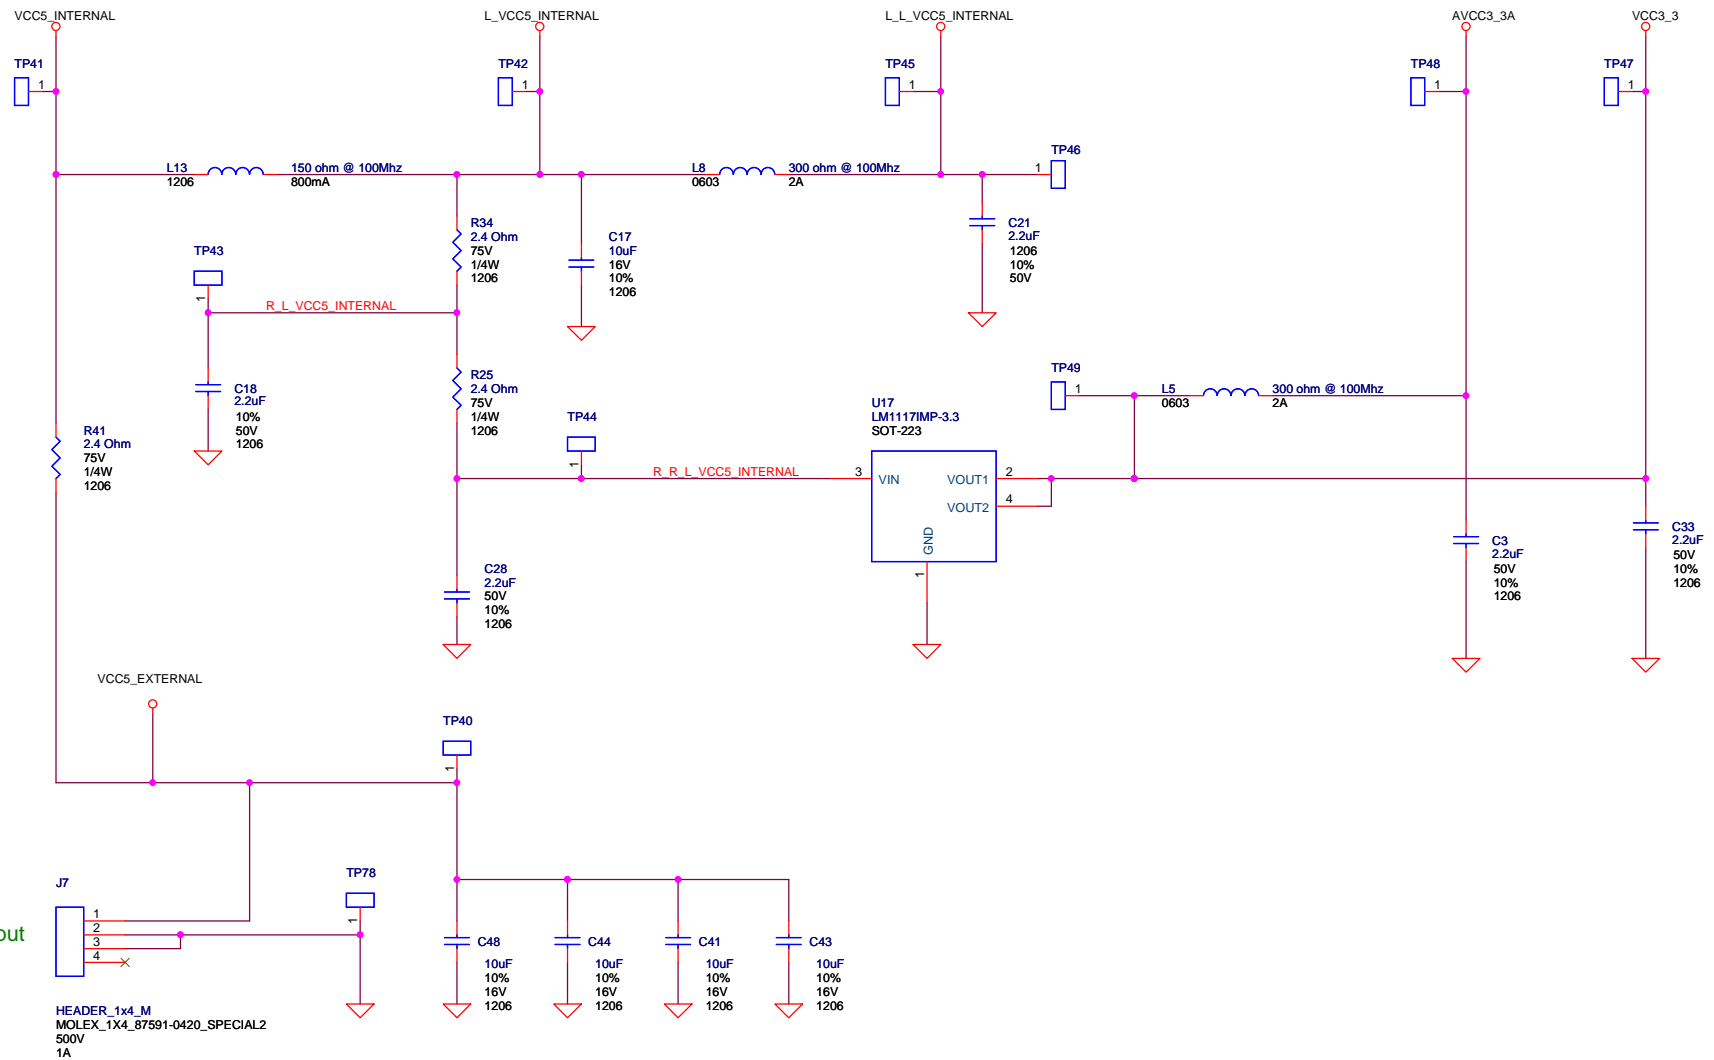 VCC5_INTERNAL
L_VCC5_INTERNAL
L_L_VCC5_INTERNAL
AVCC3_3A
VCC3_3
TP41
1
TP42
1
TP45
1
TP48
1
TP47
1
L13
1206
150 ohm @ 100Mhz
800mA
L8
0603
300 ohm @ 100Mhz
2A
TP46
1
R34
2.4 Ohm
75V
1/4W
1206
C17
10uF
16V
10%
1206
C21
2.2uF
1206
10%
50V
TP43
1
R_L_VCC5_INTERNAL
C18
2.2uF
10%
50V
1206
R25
2.4 Ohm
75V
1/4W
1206
TP44
1
R_R_L_VCC5_INTERNAL
R41
2.4 Ohm
75V
1/4W
1206
U17
LM1117IMP-3.3
SOT-223
3
VIN
VOUT1
2
VOUT2
4
GND
1
TP49
1
L5
0603
300 ohm @ 100Mhz
2A
C28
2.2uF
50V
10%
1206
C3
2.2uF
50V
10%
1206
C33
2.2uF
50V
10%
1206
VCC5_EXTERNAL
TP40
1
TP78
1
J7
1
2
3
4
out
HEADER_1x4_M
MOLEX_1X4_87591-0420_SPECIAL2
500V
1A
C48
10uF
10%
16V
1206
C44
10uF
10%
16V
1206
C41
10uF
10%
16V
1206
C43
10uF
10%
16V
1206